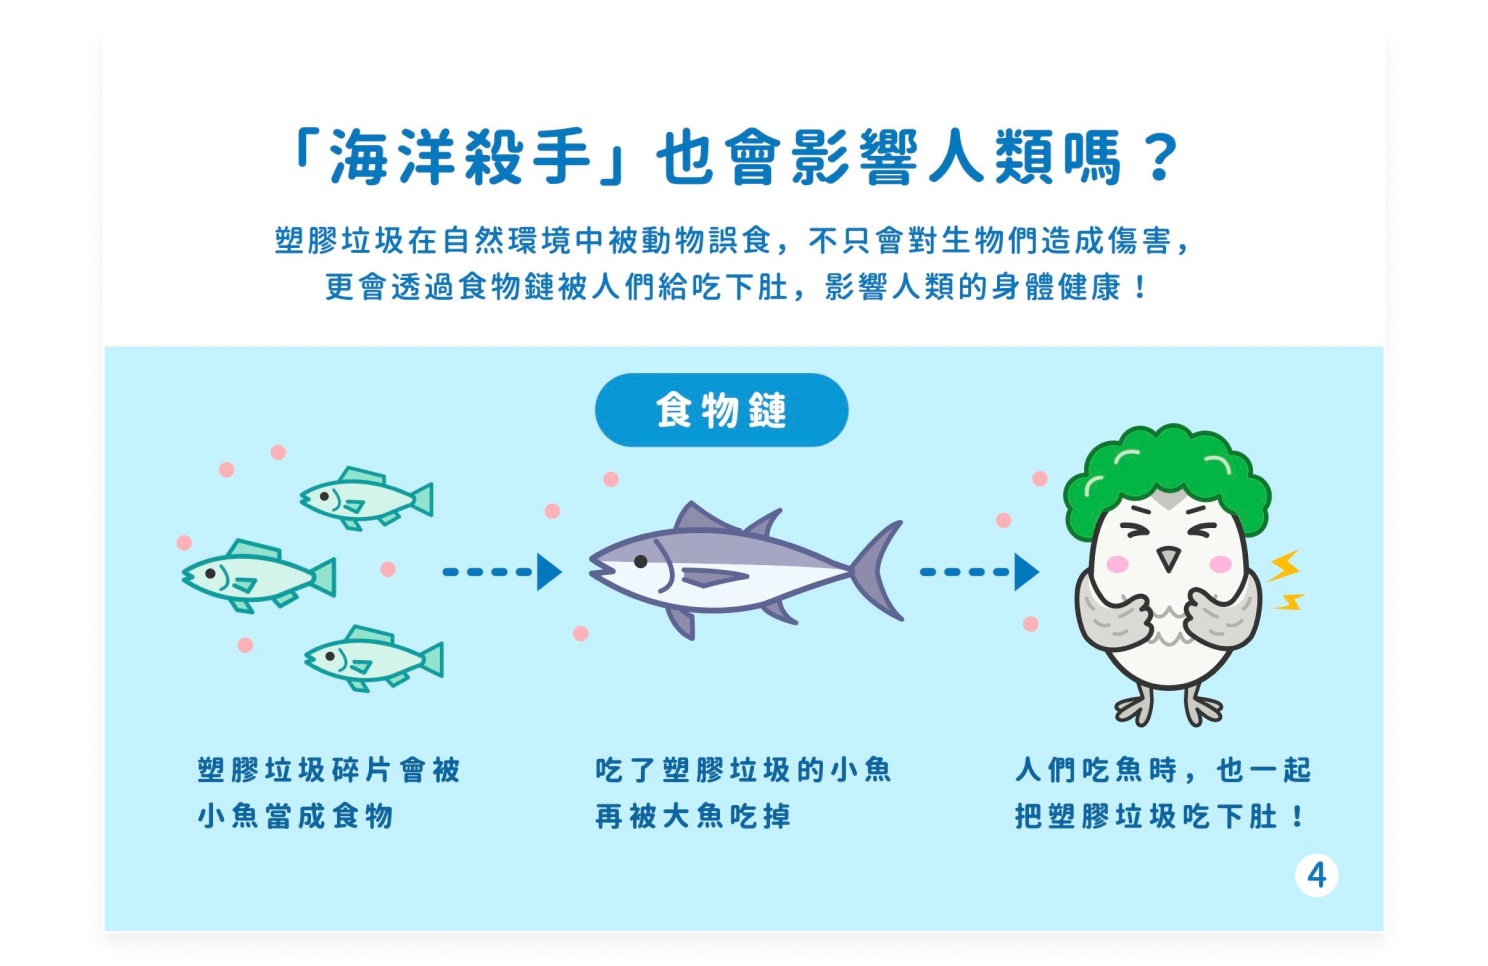 「海洋殺手」也會影響人類嗎？
塑膠垃圾在自然環境中被動物誤食，不只會對生物們造成傷害，
更會透過食物鏈被人們給吃下肚，影響人類的身體健康！
食物鏈
塑膠垃圾碎片會被
小魚當成食物
吃了塑膠垃圾的小魚
再被大魚吃掉
人們吃魚時，也一起
把塑膠垃圾吃下肚！
4